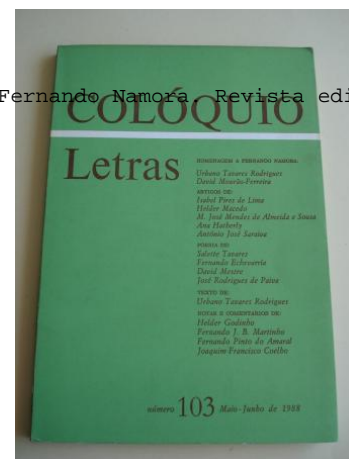 Fernando Namora. Revista edi
COLÓQUIO
Letras
HOMENAGEM A FERNANDO NAMORA:
Urbano Tavares Rodrigues
David Mourão-Ferreira
ARTIGOS DE:
Isabel Pires de Lima
Helder Macedo
M. José Mendes de Almeida e Sousa
Ana Hatherly
António José Saraiva
POESIA DE:
Salette Tavares
Fernando Echevarría
David Mestre
José Rodrigues de Paiva
TEXTO DE:
Urbano Tavares Rodrigues
NOTAS E COMENTÁRIOS DE:
Helder Godinho
Fernando J. B. Martinho
Fernando Pinto do Amaral
Joaquim-Francisco Coelho
número 103 Maio-Junho de 1988